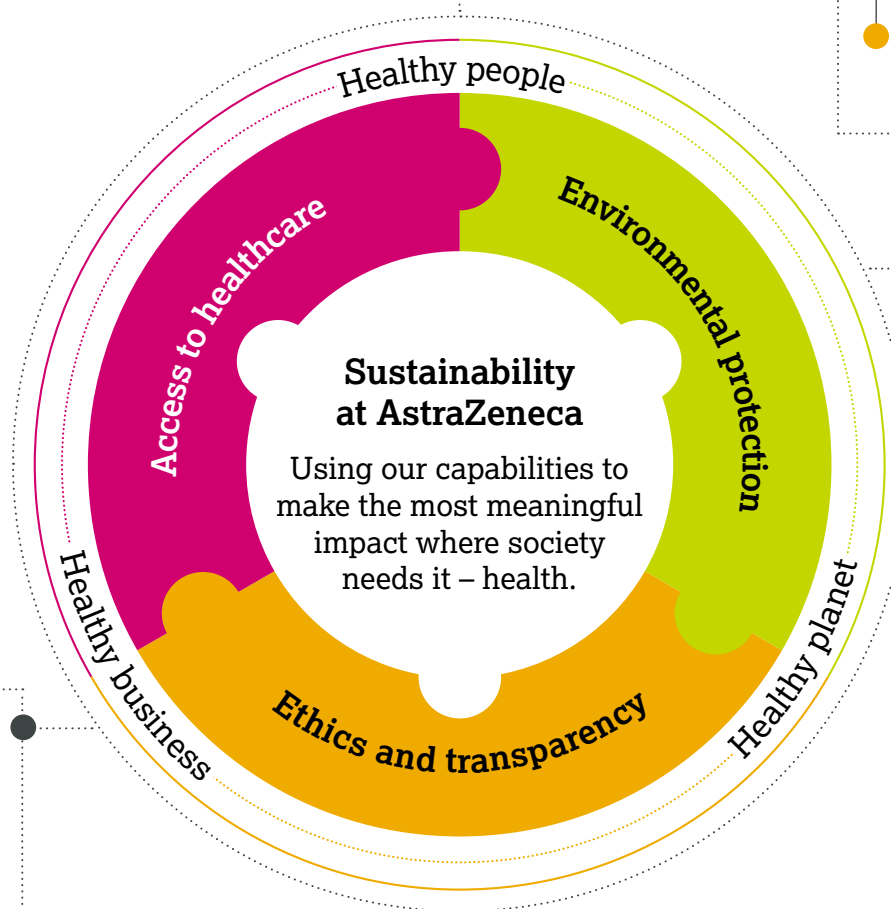 Healthy people
Access to healthcare
Environmental protection
Sustainability
at AstraZeneca
Using our capabilities to
make the most meaningful
impact where society
needs it – health.
Healthy business
Healthy planet
Ethics and transparency